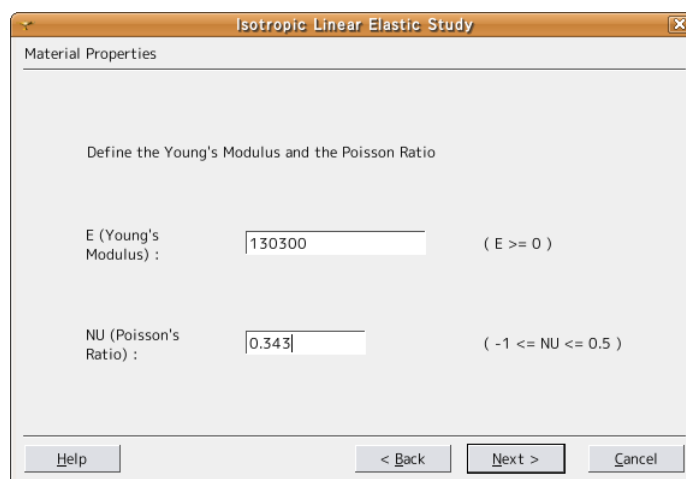 Isotropic Linear Elastic Study
Material Properties
Define the Young's Modulus and the Poisson Ratio
E (Young's
Modulus) :
130300
( E >= 0 )
NU (Poisson's
Ratio) :
0.343
( -1 <= NU <= 0.5 )
Help
< Back
Next >
Cancel